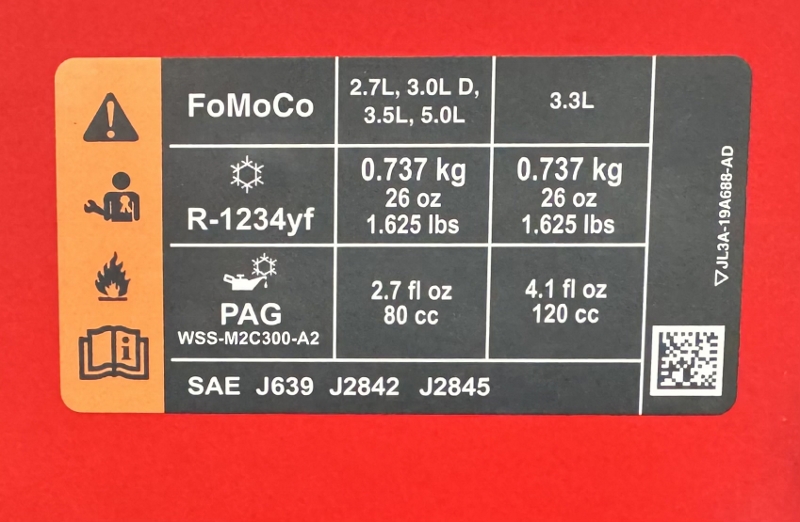 FoMoCo
2.7L, 3.0L D,
3.5L, 5.0L
3.3L
R-1234yf
0.737 kg
26 oz
1.625 lbs
0.737 kg
26 oz
1.625 lbs
PAG
WSS-M2C300-A2
2.7 fl oz
80 cc
4.1 fl oz
120 cc
SAE J639 J2842 J2845
JL3A-19A688-AD